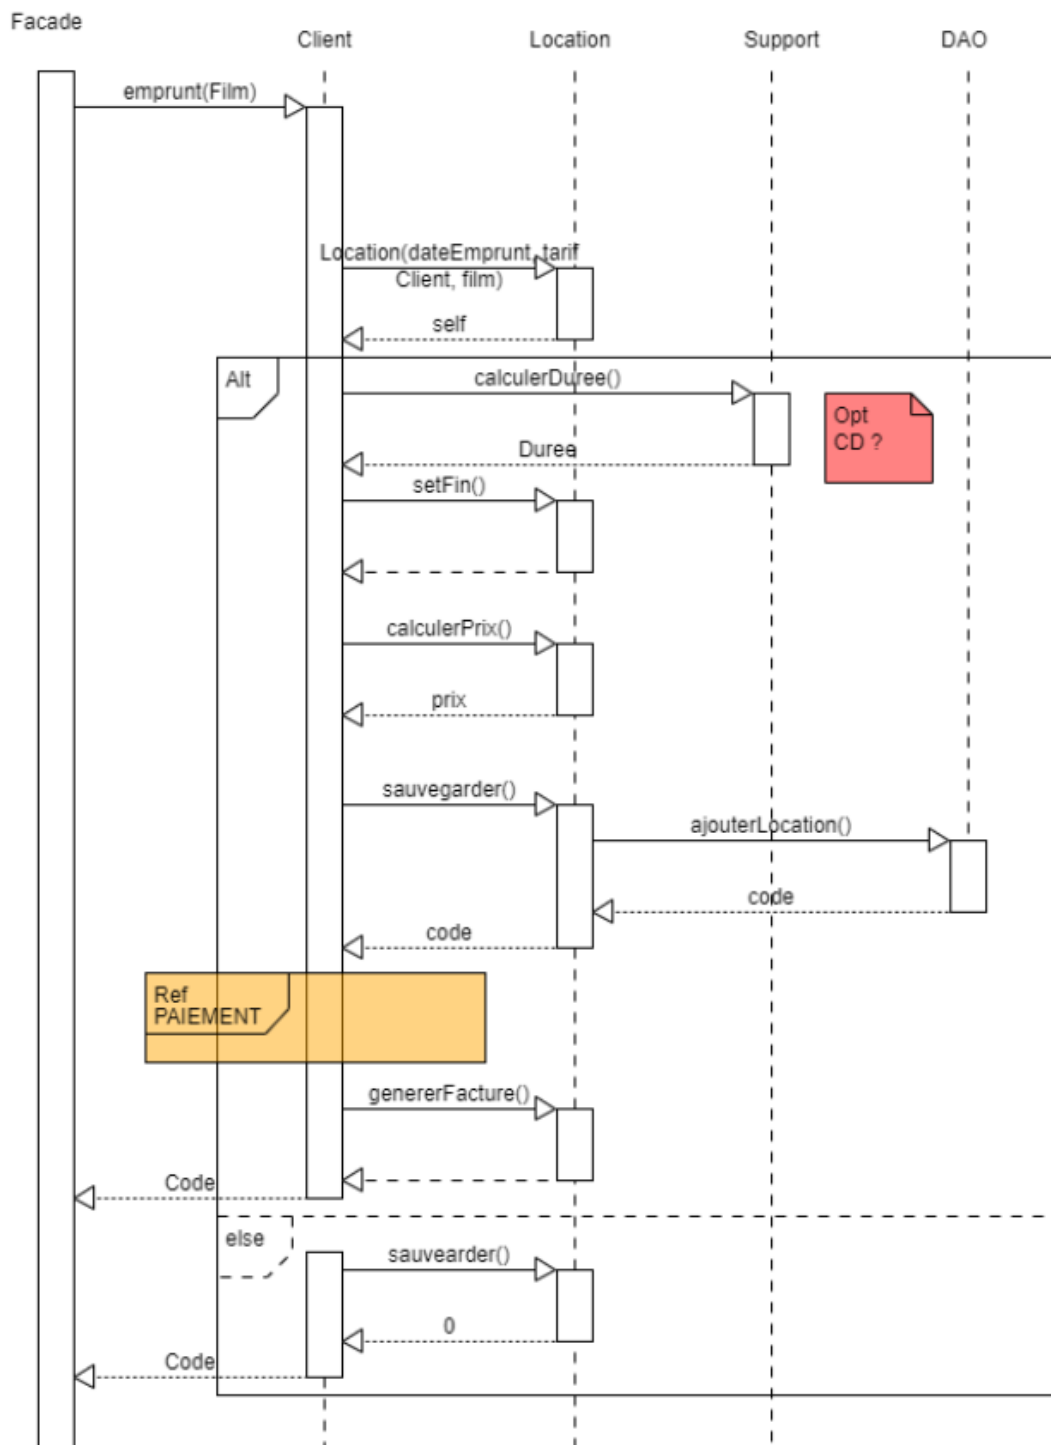 Facade
Client
Location
Support
DAO
emprunt(Film)
Location(dateEmprunt, tarif
Client, film)
self
Alt
calculerDuree()
Opt
CD ?
Duree
setFin()
calculerPrix()
prix
sauvegarder()
ajouterLocation()
code
code
Ref
PAIEMENT
genererFacture()
Code
else
sauvearder()
0
Code